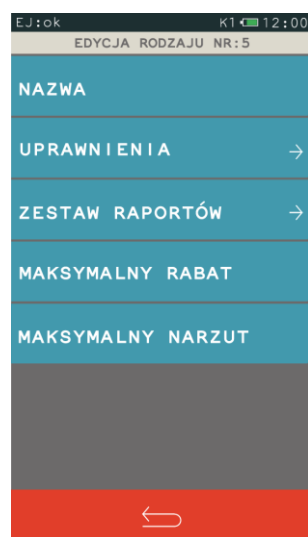 EJ:ok K1 12:00
EDYCJA RODZAJU NR:5
NAZWA
UPRAWNIENIA
ZESTAW RAPORTÓW
MAKSYMALNY RABAT
MAKSYMALNY NARZUT